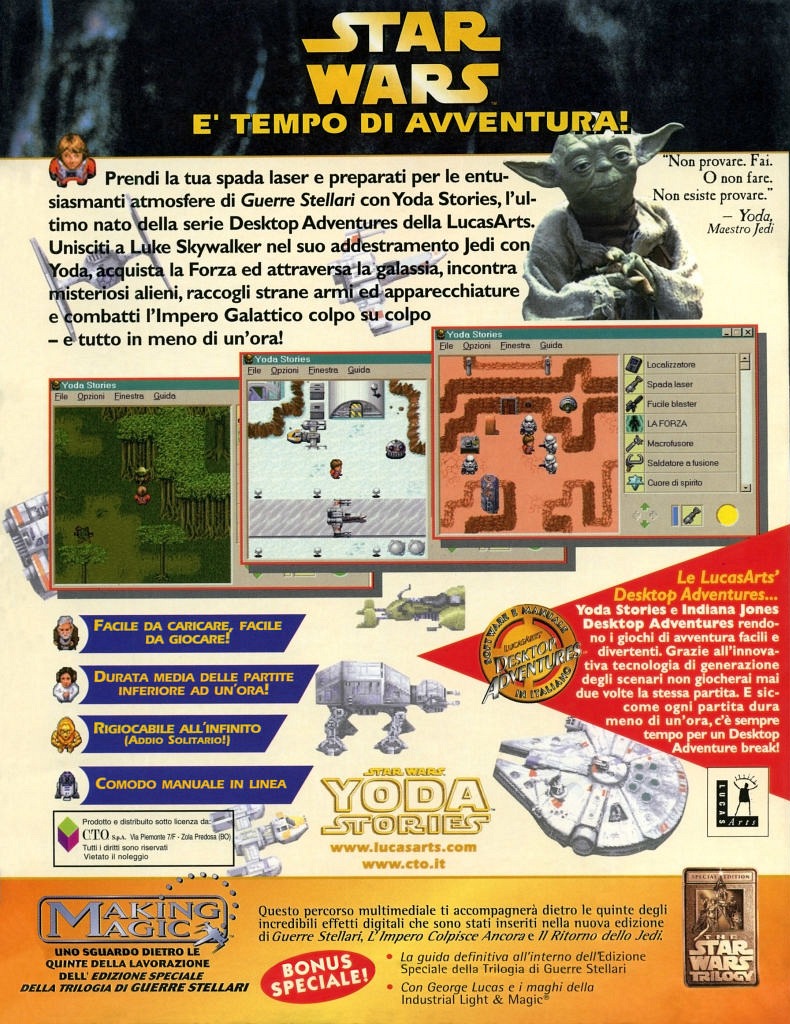 STAR
WARS
E' TEMPO DI AVVENTURA!
Prendi la tua spada laser e preparati per le entu-
siasmanti atmosfere di Guerre Stellari con Yoda Stories, l'ul-
timo nato della serie Desktop Adventures della LucasArts.
Unisciti a Luke Skywalker nel suo addestramento Jedi con
Yoda, acquista la Forza ed attraversa la galassia, incontra
misteriosi alieni, raccogli strane armi ed apparecchiature
e combatti l'Impero Galattico colpo su colpo
– e tutto in meno di un'ora!
"Non provare. Fai.
O non fare.
Non esiste provare."
– Yoda,
Maestro Jedi
Yoda Stories
File Opzioni Finestra Guida
Yoda Stories
File Opzioni Finestra Guida
Yoda Stories
File Opzioni Finestra Guida
Localizzatore
Spada laser
Fucile blaster
LA FORZA
Macrofusore
Saldatore a fusione
Cuore di spirito
FACILE DA CARICARE, FACILE
DA GIOCARE!
DURATA MEDIA DELLE PARTITE
INFERIORE AD UN'ORA!
RIGIOCABILE ALL'INFINITO
(ADDIO SOLITARIO!)
COMODO MANUALE IN LINEA
Le LucasArts'
Desktop Adventures...
Yoda Stories e Indiana Jones
Desktop Adventures rendo-
no i giochi di avventura facili e
divertenti. Grazie all'innova-
tiva tecnologia di generazione
degli scenari non giocherai mai
due volte la stessa partita. E sic-
come ogni partita dura
meno di un'ora, c'è sempre
tempo per un Desktop
Adventure break!
SOFTWARE E MANUALE
LUCASARTS'
DESKTOP
ADVENTURES
IN ITALIANO
Prodotto e distribuito sotto licenza da:
CTO S.p.A. Via Piemonte 7/F - Zola Predosa (BO)
Tutti i diritti sono riservati
Vietato il noleggio
STAR WARS
YODA
STORIES
www.lucasarts.com
www.cto.it
LUCAS
Arts
MAKING
MAGIC
UNO SGUARDO DIETRO LE
QUINTE DELLA LAVORAZIONE
DELL' EDIZIONE SPECIALE
DELLA TRILOGIA DI GUERRE STELLARI
Questo percorso multimediale ti accompagnerà dietro le quinte degli
incredibili effetti digitali che sono stati inseriti nella nuova edizione
di Guerre Stellari, L'Impero Colpisce Ancora e Il Ritorno dello Jedi.
BONUS
SPECIALE!
• La guida definitiva all'interno dell'Edizione
Speciale della Trilogia di Guerre Stellari
• Con George Lucas e i maghi della
Industrial Light & Magic®
SPECIAL EDITION
THE
STAR
WARS
TRILOGY